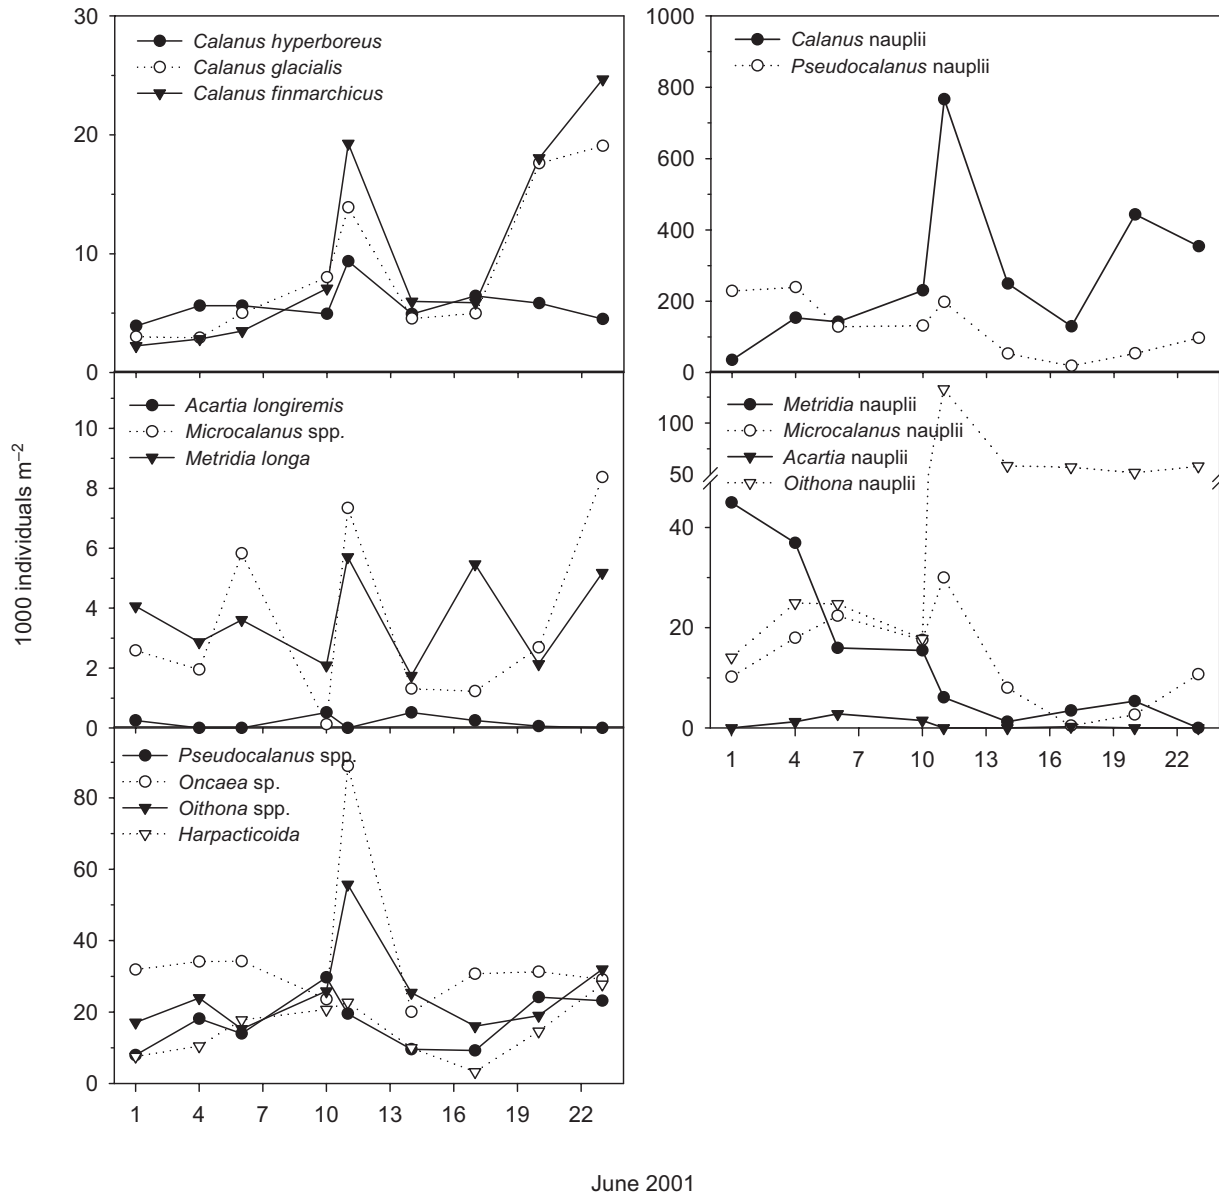 30
20
10
0
Calanus hyperboreus
Calanus glacialis
Calanus finmarchicus
1000
800
600
400
200
0
Calanus nauplii
Pseudocalanus nauplii
1000 individuals m⁻²
10
8
6
4
2
0
Acartia longiremis
Microcalanus spp.
Metridia longa
100
50
40
20
0
Metridia nauplii
Microcalanus nauplii
Acartia nauplii
Oithona nauplii
1 4 7 10 13 16 19 22
80
60
40
20
0
Pseudocalanus spp.
Oncaea sp.
Oithona spp.
Harpacticoida
1 4 7 10 13 16 19 22
June 2001